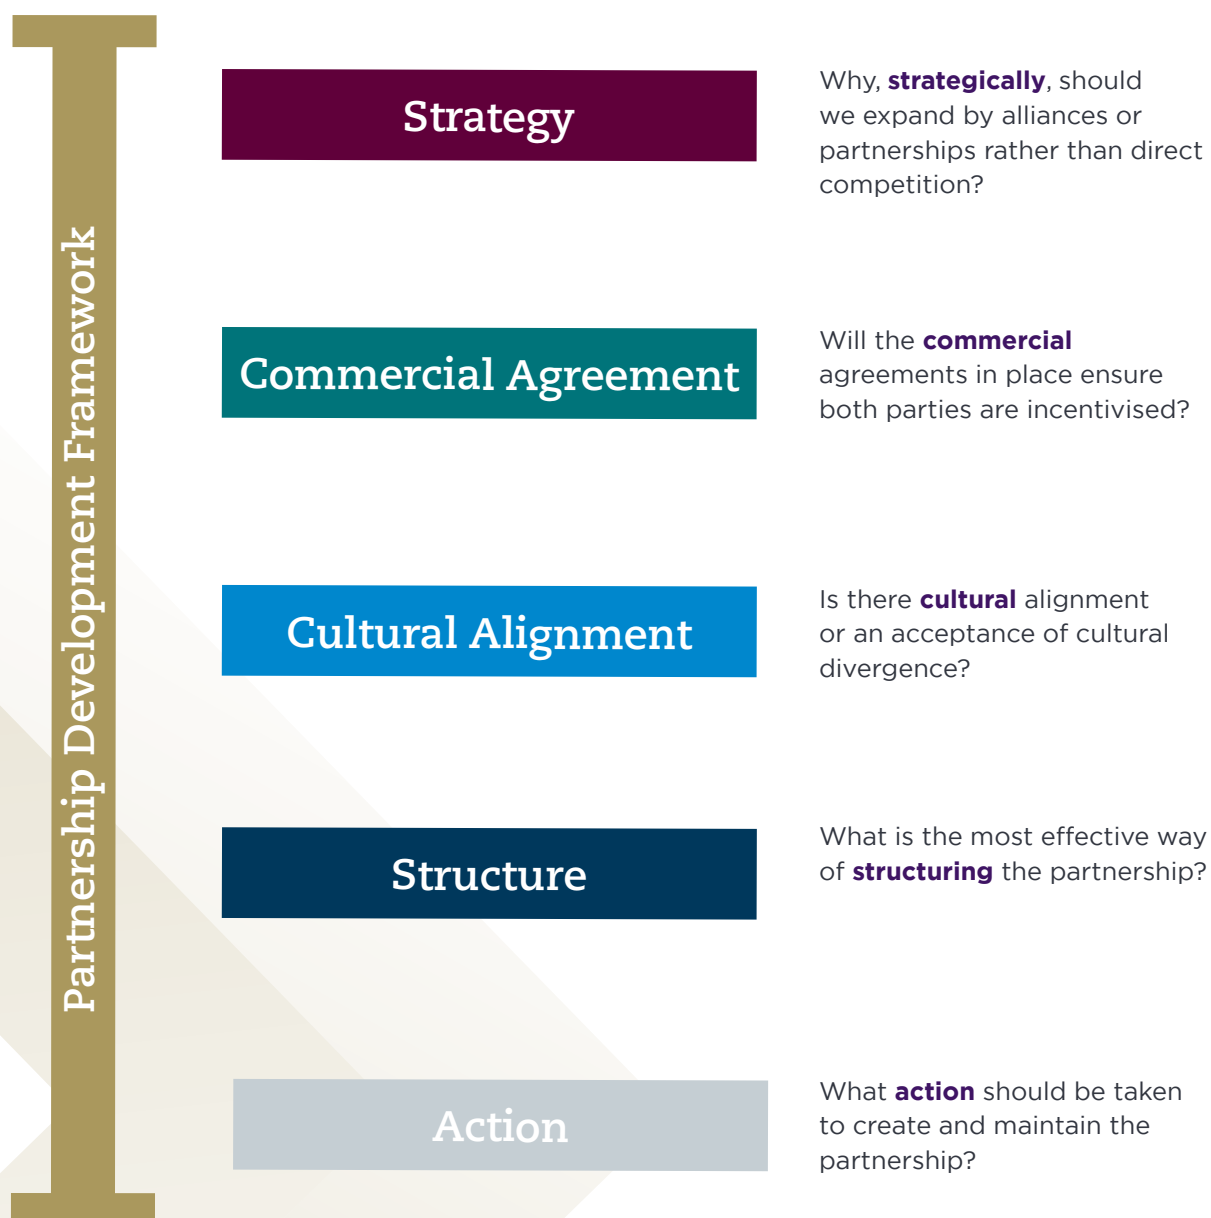 Partnership Development Framework
Strategy
Why, strategically, should
we expand by alliances or
partnerships rather than direct
competition?
Commercial Agreement
Will the commercial
agreements in place ensure
both parties are incentivised?
Cultural Alignment
Is there cultural alignment
or an acceptance of cultural
divergence?
Structure
What is the most effective way
of structuring the partnership?
Action
What action should be taken
to create and maintain the
partnership?